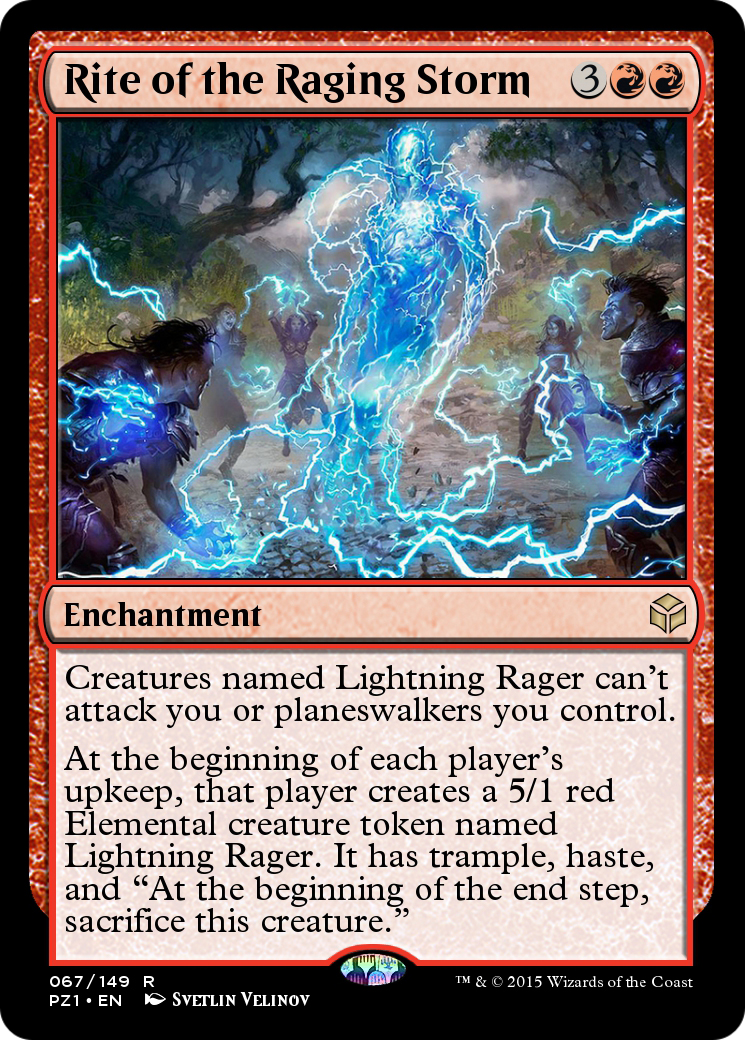 Rite of the Raging Storm 3
Enchantment
Creatures named Lightning Rager can't
attack you or planeswalkers you control.
At the beginning of each player's
upkeep, that player creates a 5/1 red
Elemental creature token named
Lightning Rager. It has trample, haste,
and “At the beginning of the end step,
sacrifice this creature.”
067/149 R
PZ1 • EN Svetlin Velinov
™ & © 2015 Wizards of the Coast